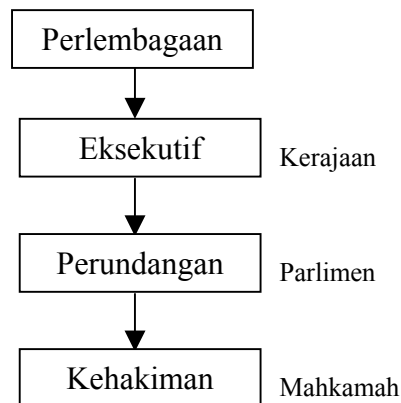 Perlembagaan
Eksekutif
Kerajaan
Perundangan
Parlimen
Kehakiman
Mahkamah